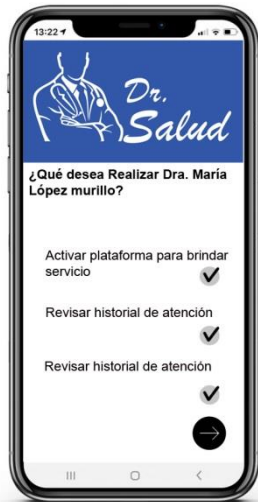 13:22
Dr.
Salud
¿Qué desea Realizar Dra. María
López murillo?
Activar plataforma para brindar
servicio
Revisar historial de atención
Revisar historial de atención